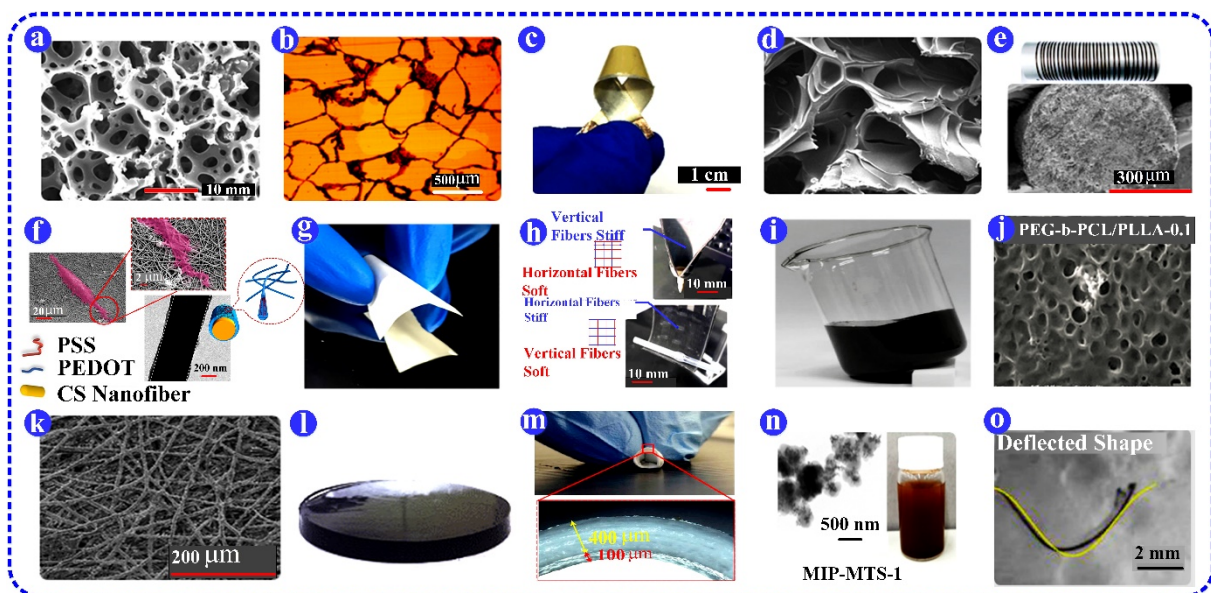 a
10 mm
b
500μm
c
1 cm
d
e
300μm
f
2 μm
20μm
200 nm
PSS
PEDOT
CS Nanofiber
g
h
Vertical
Fibers Stiff
Horizontal Fibers
Soft
10 mm
Horizontal Fibers
Stiff
Vertical Fibers
Soft
10 mm
i
j
PEG-b-PCL/PLLA-0.1
k
200 μm
l
m
400 μm
100 μm
n
500 nm
MIP-MTS-1
o
Deflected Shape
2 mm